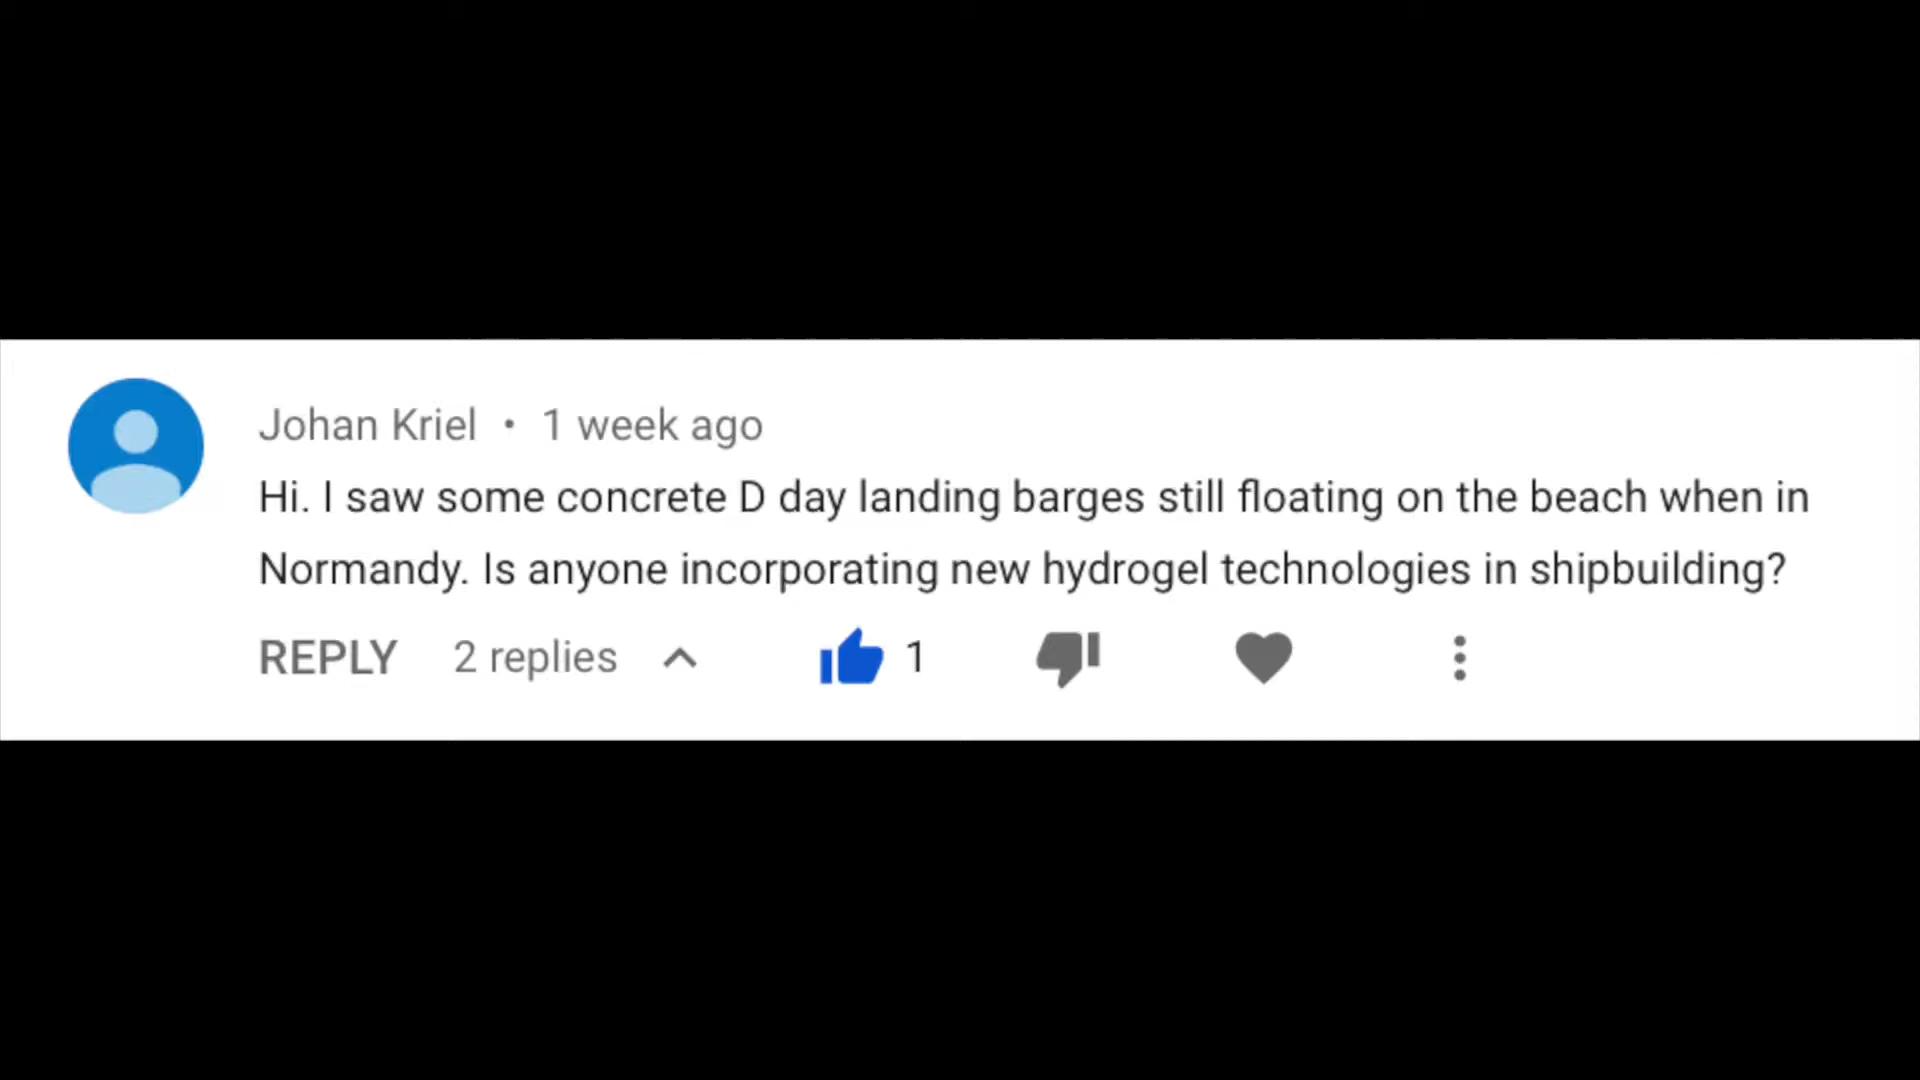 Johan Kriel • 1 week ago
Hi. I saw some concrete D day landing barges still floating on the beach when in
Normandy. Is anyone incorporating new hydrogel technologies in shipbuilding?
REPLY 2 replies 1